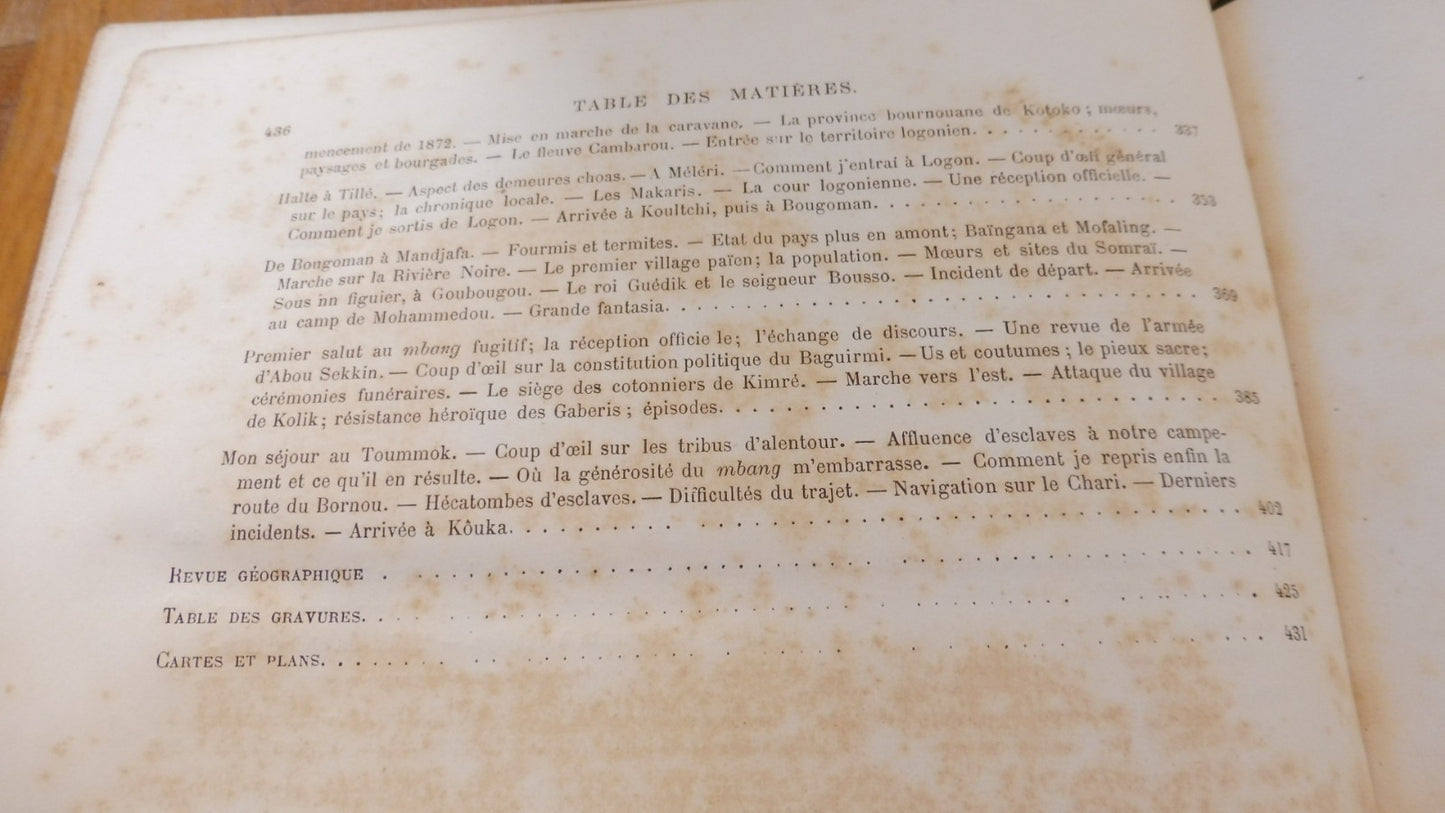 TABLE DES MATIÈRES.
436
mencement de 1872. — Mise en marche de la caravane. — La province bournouane de Kotoko ; mœurs,
paysages et bourgades. — Le fleuve Cambarou. — Entrée sur le territoire logonien. . . . . . . . . . . . . 337
Halte à Tillé. — Aspect des demeures choas. — A Méléri. — Comment j'entrai à Logon. — Coup d'œil général
sur le pays; la chronique locale. — Les Makaris. — La cour logonienne. — Une réception officielle. —
Comment je sortis de Logon. — Arrivée à Koultchi, puis à Bougoman. . . . . . . . . . . . . . . . . . . . 353
De Bougoman à Mandjafa. — Fourmis et termites. — Etat du pays plus en amont; Baïngana et Mofaling. —
Marche sur la Rivière Noire. — Le premier village païen; la population. — Mœurs et sites du Somraï. —
Sous nn figuier, à Goubougou. — Le roi Guédik et le seigneur Bousso. — Incident de départ. — Arrivée
au camp de Mohammedou. — Grande fantasia. . . . . . . . . . . . . . . . . . . . . . . . . . . . . . 369
Premier salut au mbang fugitif; la réception officie le; l'échange de discours. — Une revue de l'armée
d'Abou Sekkin. — Coup d'œil sur la constitution politique du Baguirmi. — Us et coutumes ; le pieux sacre;
cérémonies funéraires. — Le siège des cotonniers de Kimré. — Marche vers l'est. — Attaque du village
de Kolik; résistance héroïque des Gaberis ; épisodes. . . . . . . . . . . . . . . . . . . . . . . . . . . . 385
Mon séjour au Toummok. — Coup d'œil sur les tribus d'alentour. — Affluence d'esclaves à notre campe-
ment et ce qu'il en résulte. — Où la générosité du mbang m'embarrasse. — Comment je repris enfin la
route du Bornou. — Hécatombes d'esclaves. — Difficultés du trajet. — Navigation sur le Chari. — Derniers
incidents. — Arrivée à Kôuka. . . . . . . . . . . . . . . . . . . . . . . . . . . . . . . . . . . . . . . . 402
REVUE GÉOGRAPHIQUE . . . . . . . . . . . . . . . . . . . . . . . . . . . . . . . . . . . . . . . . . . . 417
TABLE DES GRAVURES. . . . . . . . . . . . . . . . . . . . . . . . . . . . . . . . . . . . . . . . . . . 425
CARTES ET PLANS. . . . . . . . . . . . . . . . . . . . . . . . . . . . . . . . . . . . . . . . . . . . . 431